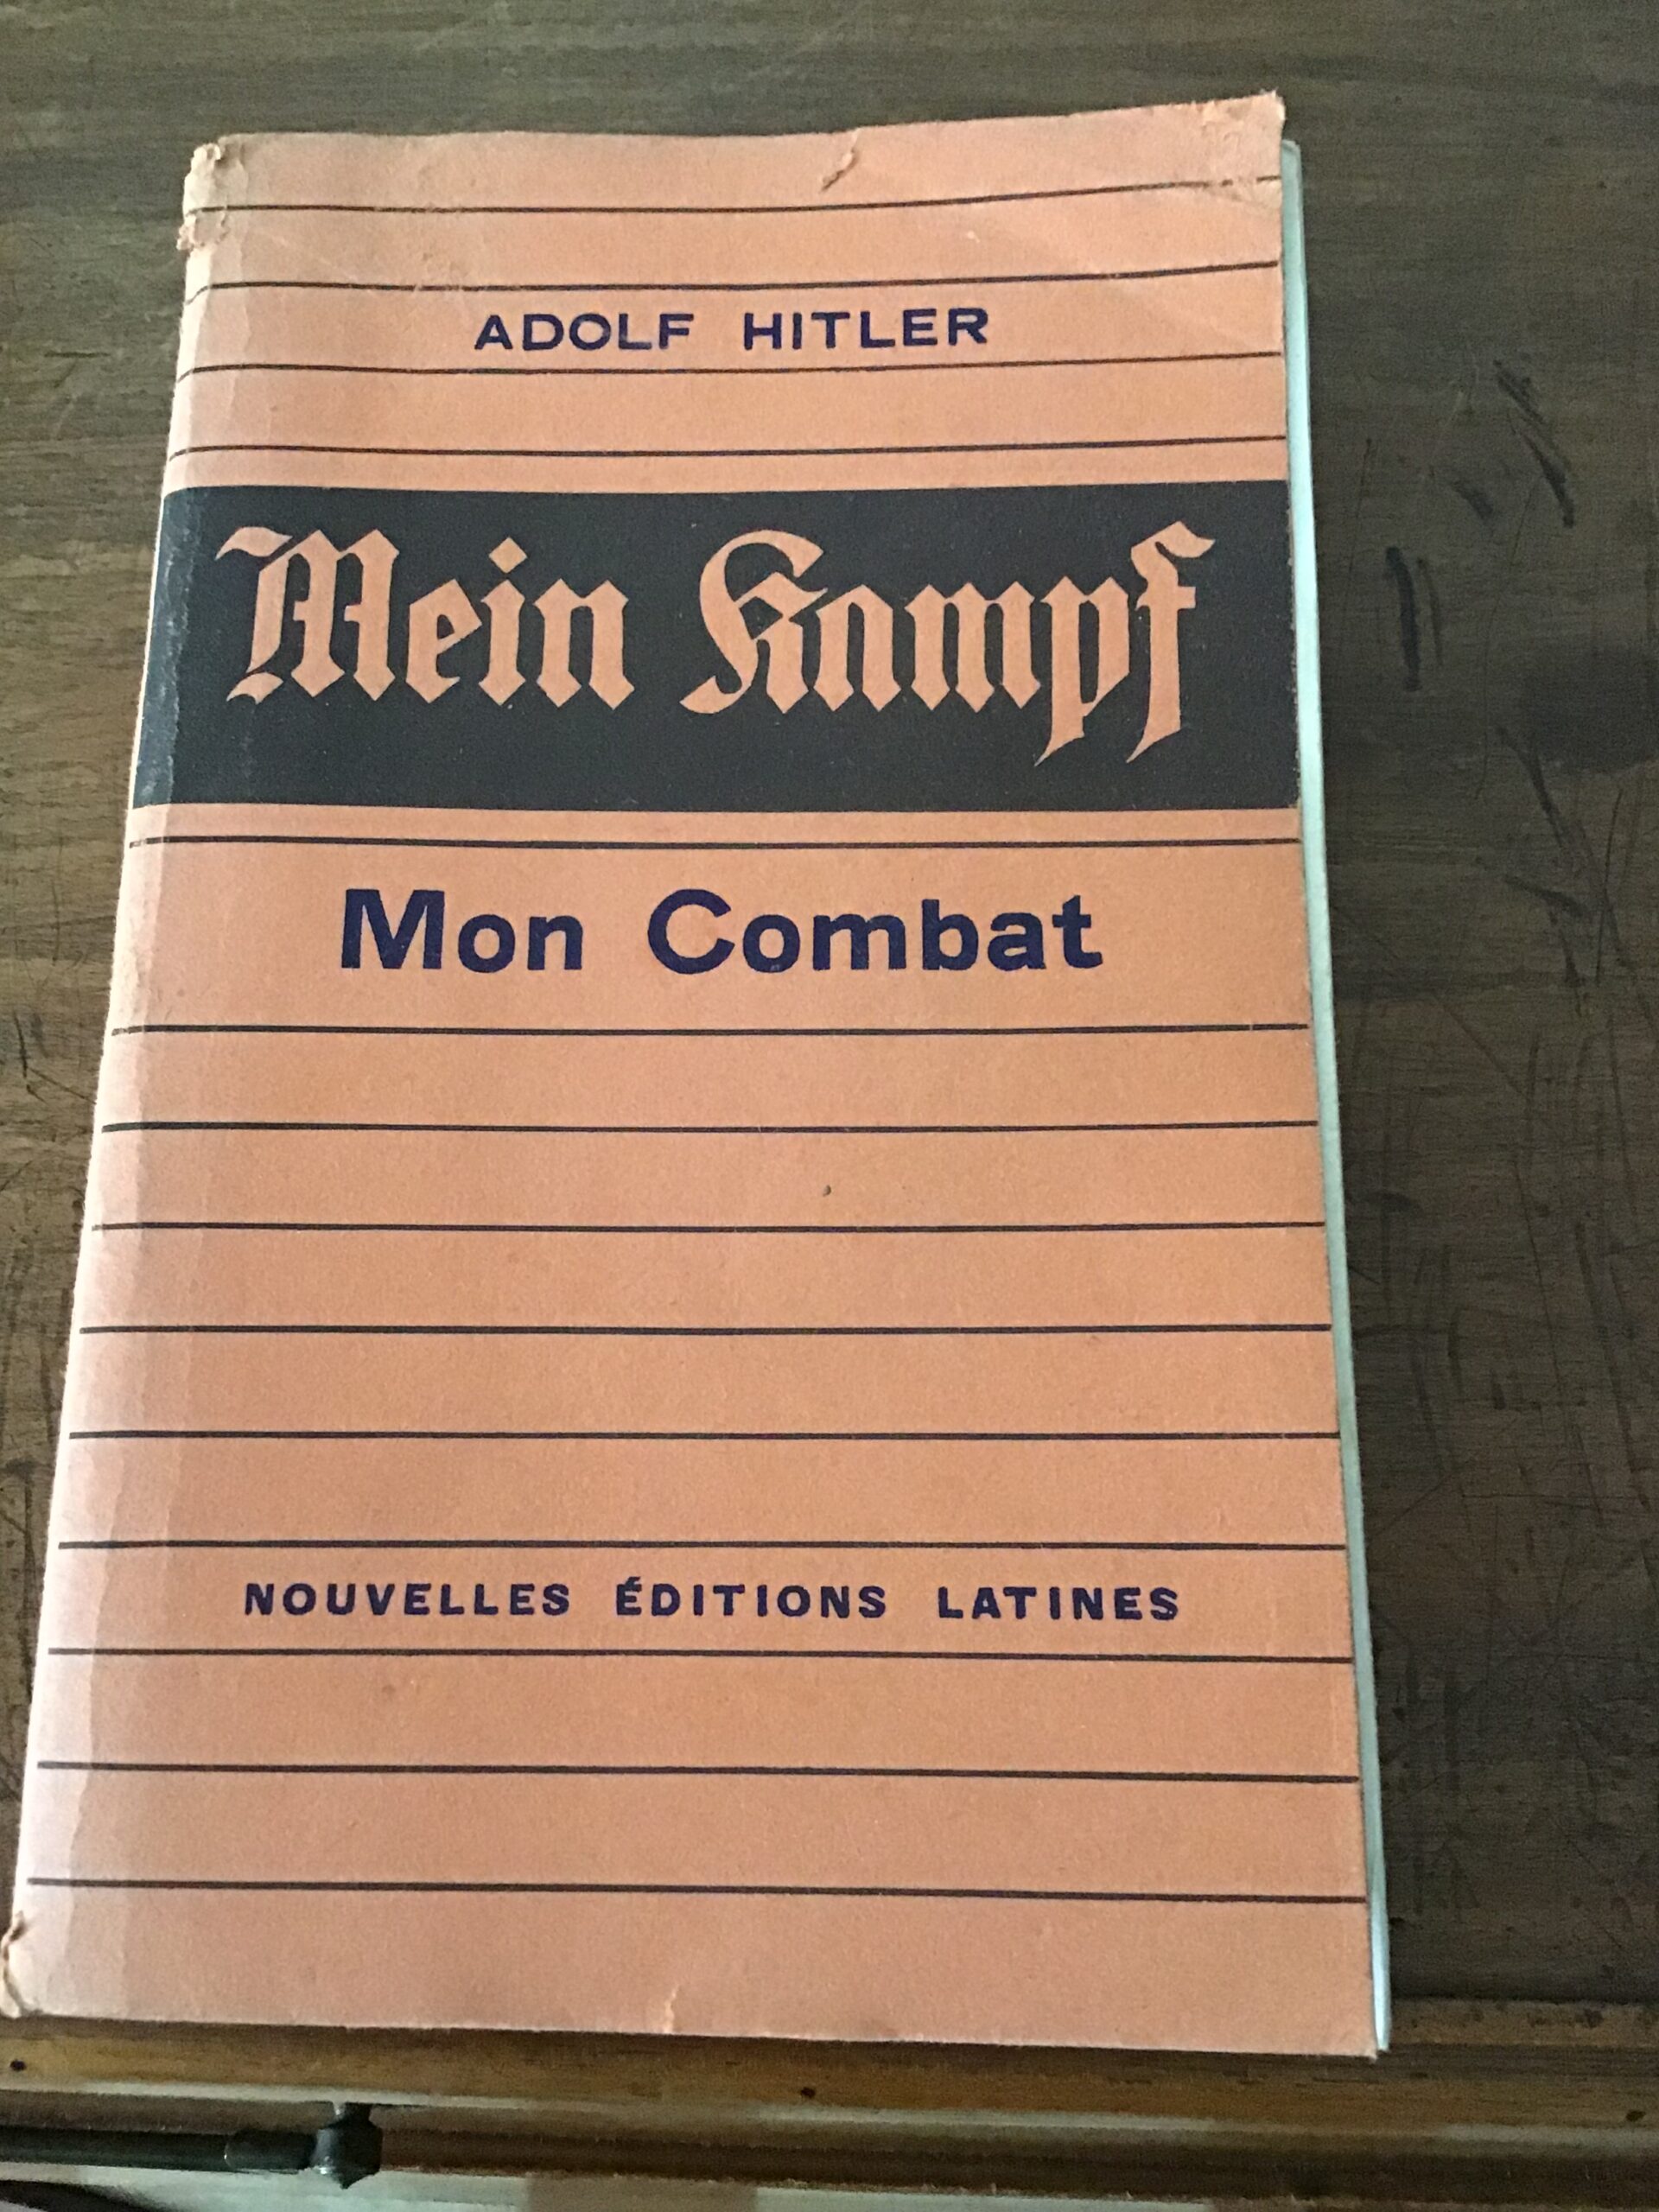 ADOLF HITLER
Mein Kampf
Mon Combat
NOUVELLES ÉDITIONS LATINES